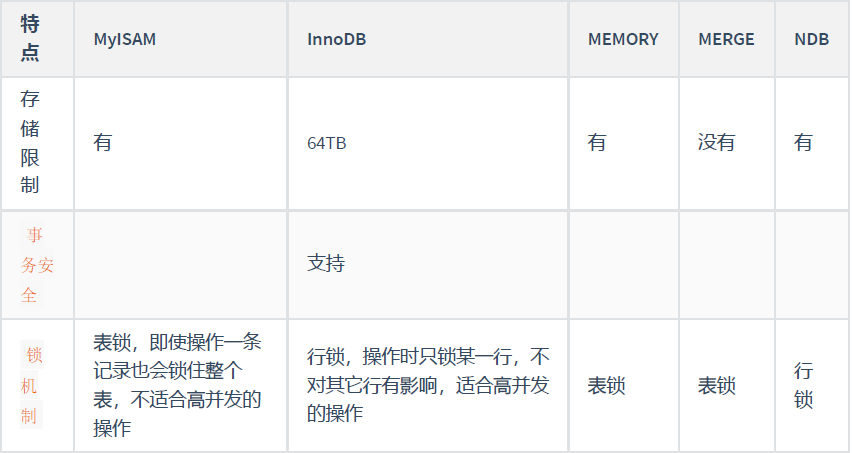 特点 MyISAM InnoDB MEMORY MERGE NDB
存储限制 有 64TB 有 没有 有
事务安全 支持
锁机制 表锁，即使操作一条记录也会锁住整个表，不适合高并发的操作 行锁，操作时只锁某一行，不对其它行有影响，适合高并发的操作 表锁 表锁 行锁